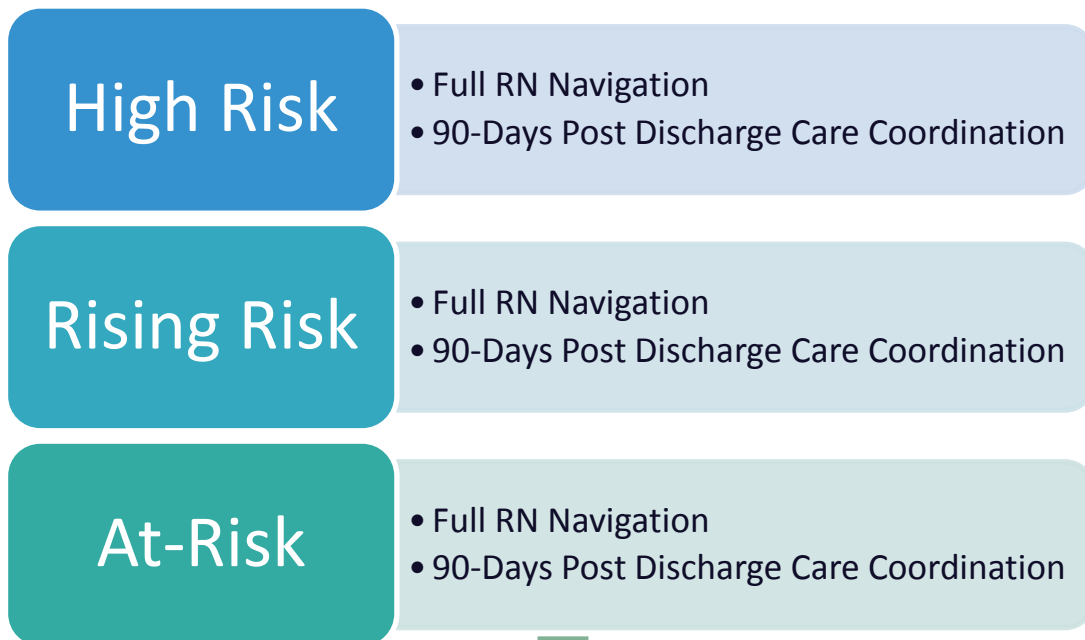 High Risk
• Full RN Navigation
• 90-Days Post Discharge Care Coordination
Rising Risk
• Full RN Navigation
• 90-Days Post Discharge Care Coordination
At-Risk
• Full RN Navigation
• 90-Days Post Discharge Care Coordination